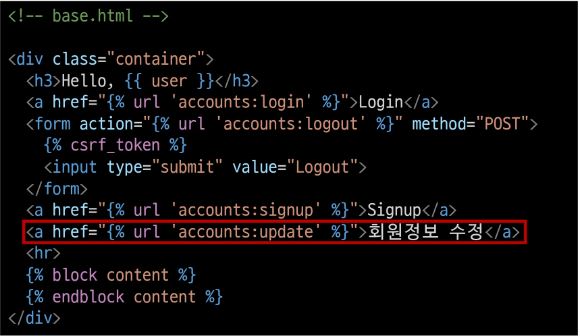 <!-- base.html -->
<div class="container">
<h3>Hello, {{ user }}</h3>
<a href="{% url 'accounts:login' %}">Login</a>
<form action="{% url 'accounts:logout' %}" method="POST">
{% csrf_token %}
<input type="submit" value="Logout">
</form>
<a href="{% url 'accounts:signup' %}">Signup</a>
<a href="{% url 'accounts:update' %}">회원정보 수정</a>
<hr>
{% block content %}
{% endblock content %}
</div>